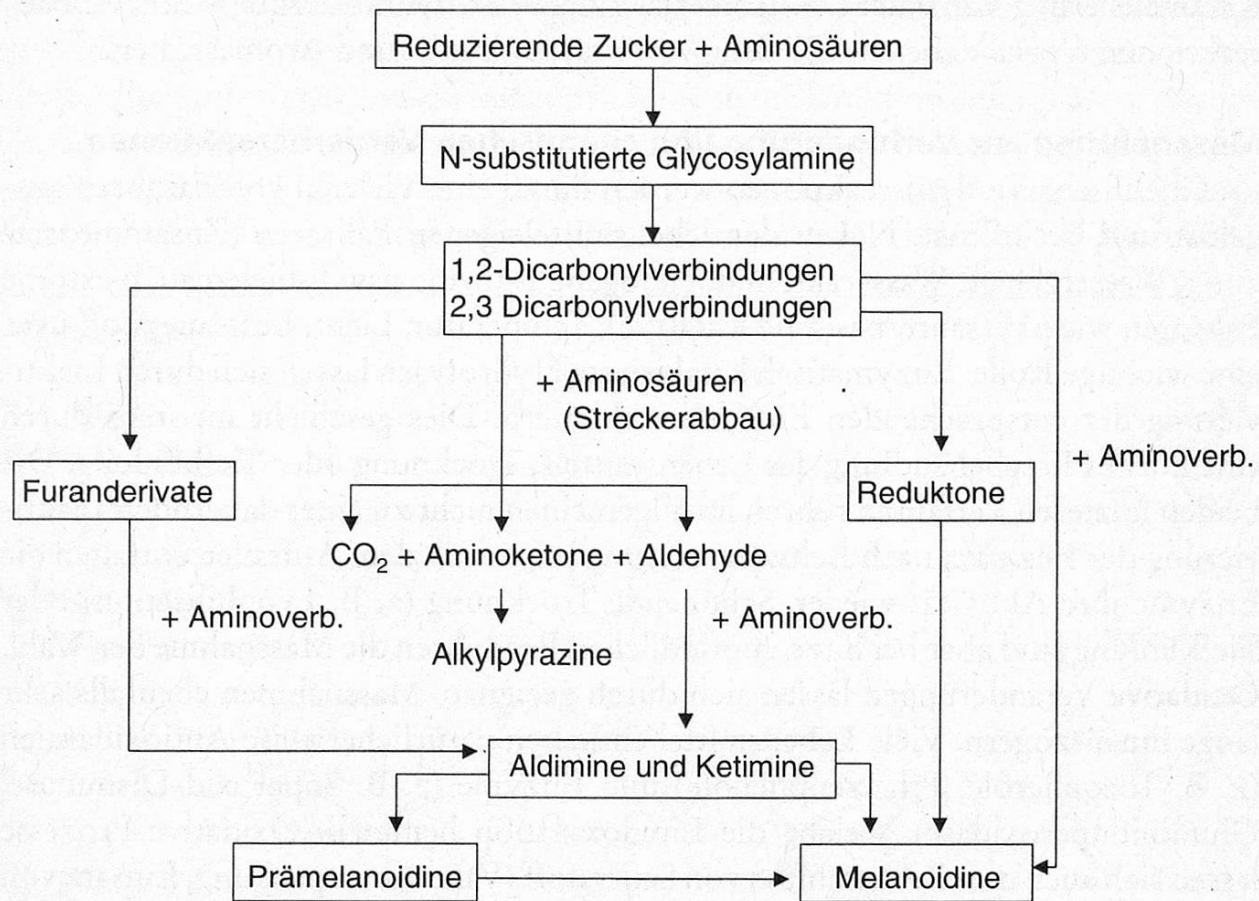 Reduzierende Zucker + Aminosäuren
N-substitutierte Glycosylamine
1,2-Dicarbonylverbindungen
2,3 Dicarbonylverbindungen
+ Aminosäuren
(Streckerabbau)
+ Aminoverb.
Furanderivate
Reduktone
CO2 + Aminoketone + Aldehyde
+ Aminoverb.
+ Aminoverb.
Alkylpyrazine
Aldimine und Ketimine
Prämelanoidine
Melanoidine